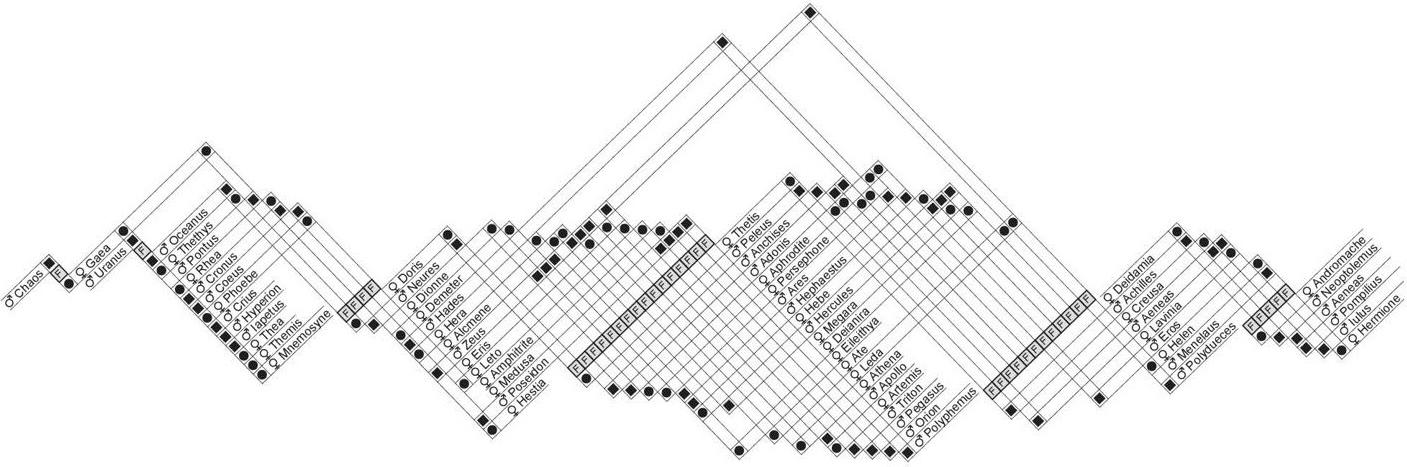 ♂ Chaos
F
♀ Gaea
♂ Uranus
F
♂ Oceanus
♀ Thethys
♂ Pontus
♀ Rhea
♂ Cronus
♂ Coeus
♀ Phoebe
♂ Crius
♂ Hyperion
♂ Iapetus
♀ Thea
♀ Themis
♀ Mnemosyne
FFFF
♀ Doris
♂ Neures
♀ Dionne
♀ Demeter
♂ Hades
♀ Hera
♀ Alcmene
♂ Zeus
♀ Eris
♀ Leto
♀ Amphitrite
♀ Medusa
♂ Poseidon
♀ Hestia
♀ Thetis
♂ Peleus
♂ Anchises
♂ Adonis
♀ Aphrodite
♀ Persephone
♂ Ares
♂ Hephaestus
♀ Hebe
♂ Hercules
♀ Megara
♀ Deianira
♀ Eileithya
♀ Ate
♀ Leda
♀ Athena
♂ Apollo
♀ Artemis
♂ Triton
♂ Pegasus
♂ Orion
♂ Polyphemus
♀ Deidamia
♂ Achilles
♀ Creusa
♂ Aeneas
♀ Lavinia
♂ Eros
♀ Helen
♂ Menelaus
♂ Polydueces
FFFFF
♀ Andromache
♂ Neoptolemus
♂ Aeneas
♂ Pompilius
♂ Iulus
♀ Hermione